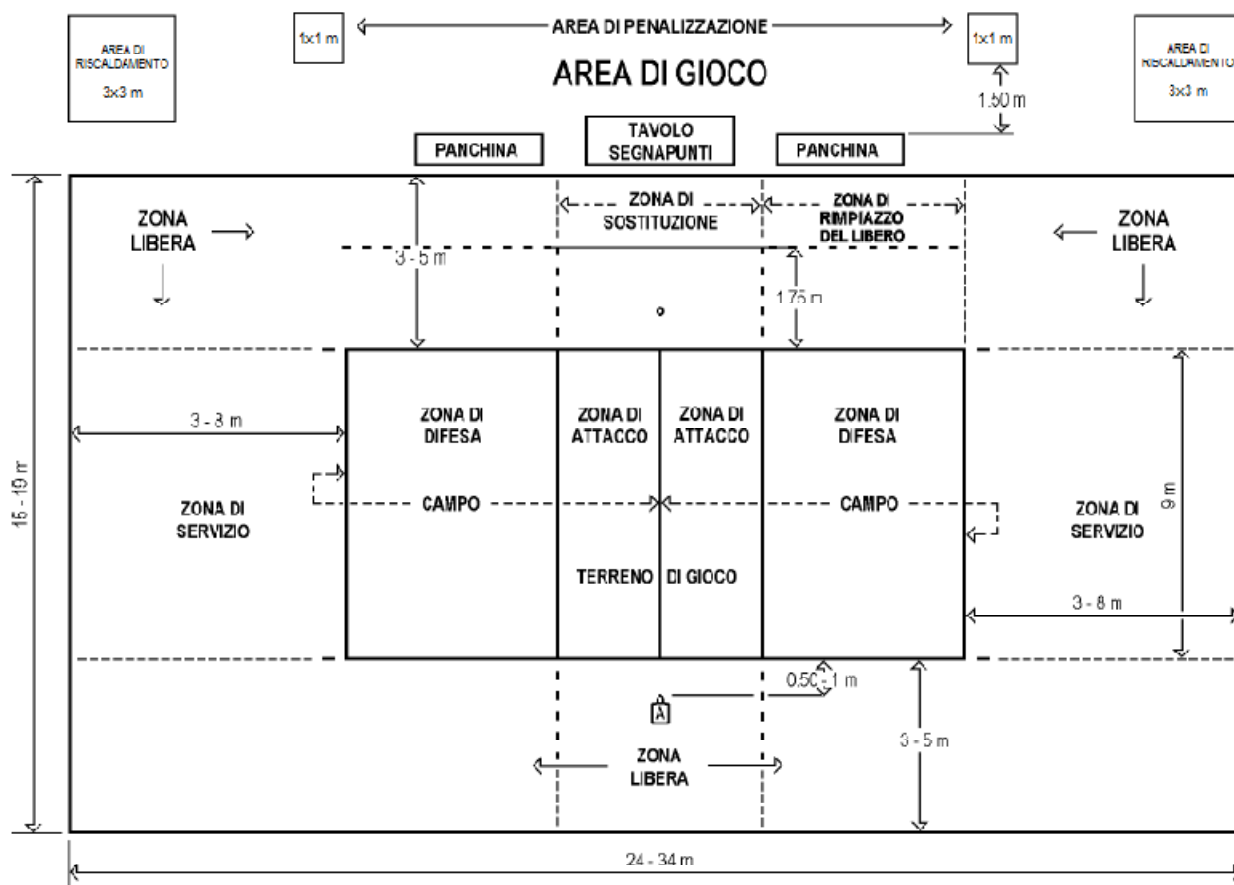 AREA DI PENALIZZAZIONE
AREA DI
RISCALDAMENTO
3x3 m
1x1 m
1x1 m
AREA DI
RISCALDAMENTO
3x3 m
AREA DI GIOCO
1.50 m
PANCHINA
TAVOLO
SEGNAPUNTI
PANCHINA
ZONA
LIBERA
3 - 5 m
ZONA DI
SOSTITUZIONE
ZONA DI
RIMPIAZZO
DEL LIBERO
ZONA
LIBERA
1.75 m
3 - 8 m
ZONA DI
DIFESA
ZONA DI
ATTACCO
ZONA DI
ATTACCO
ZONA DI
DIFESA
15 - 19 m
ZONA DI
SERVIZIO
CAMPO
CAMPO
9 m
ZONA DI
SERVIZIO
TERRENO DI GIOCO
3 - 8 m
0.50 - 1 m
A
3 - 5 m
ZONA
LIBERA
24 - 34 m